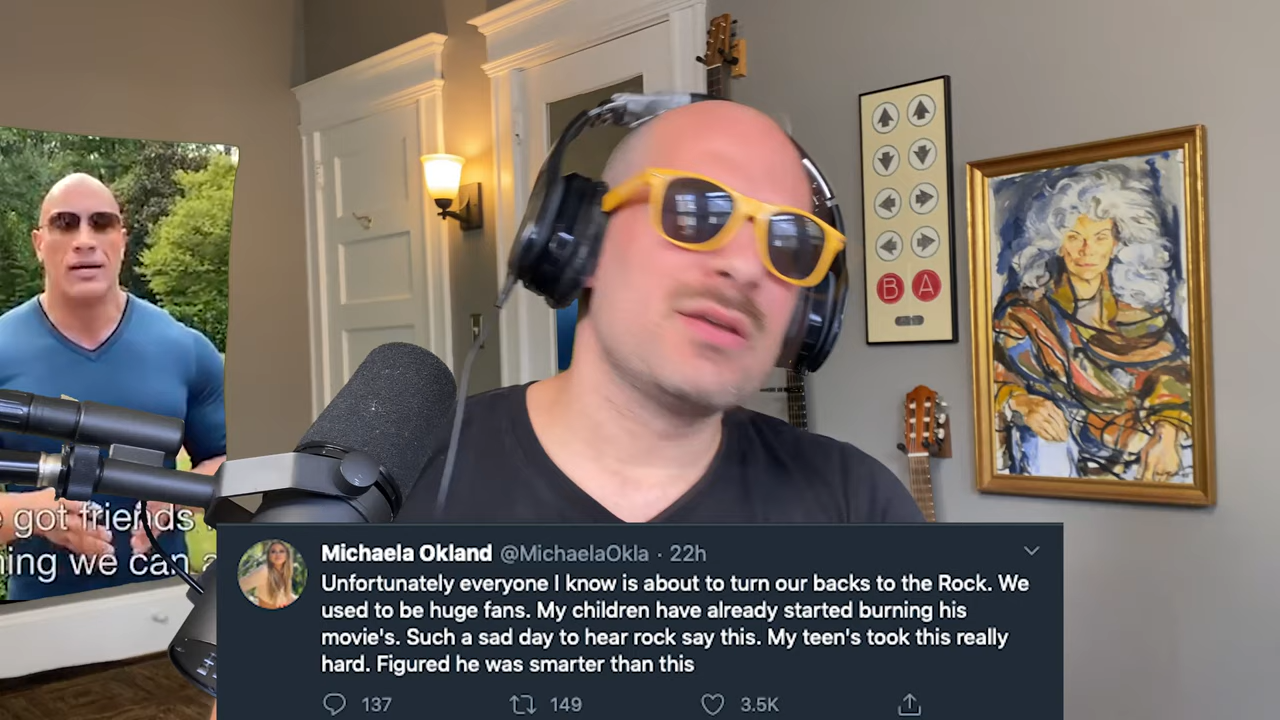 B A
got friends
ning we can a
Michaela Okland @MichaelaOkla · 22h
Unfortunately everyone I know is about to turn our backs to the Rock. We
used to be huge fans. My children have already started burning his
movie's. Such a sad day to hear rock say this. My teen's took this really
hard. Figured he was smarter than this
137 149 3.5K